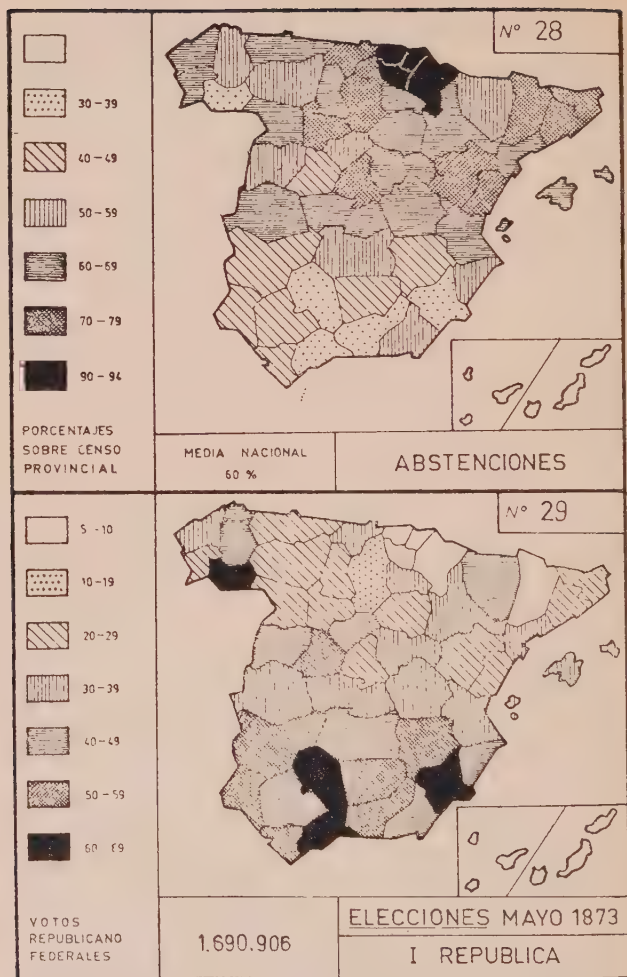 Nº 28
30-39
40-49
50-59
60-69
70-79
90-94
PORCENTAJES
SOBRE CENSO
PROVINCIAL
MEDIA NACIONAL
60 %
ABSTENCIONES
Nº 29
5-10
10-19
20-29
30-39
40-49
50-59
60-69
VOTOS
REPUBLICANO
FEDERALES
1.690.906
ELECCIONES MAYO 1873
I REPUBLICA